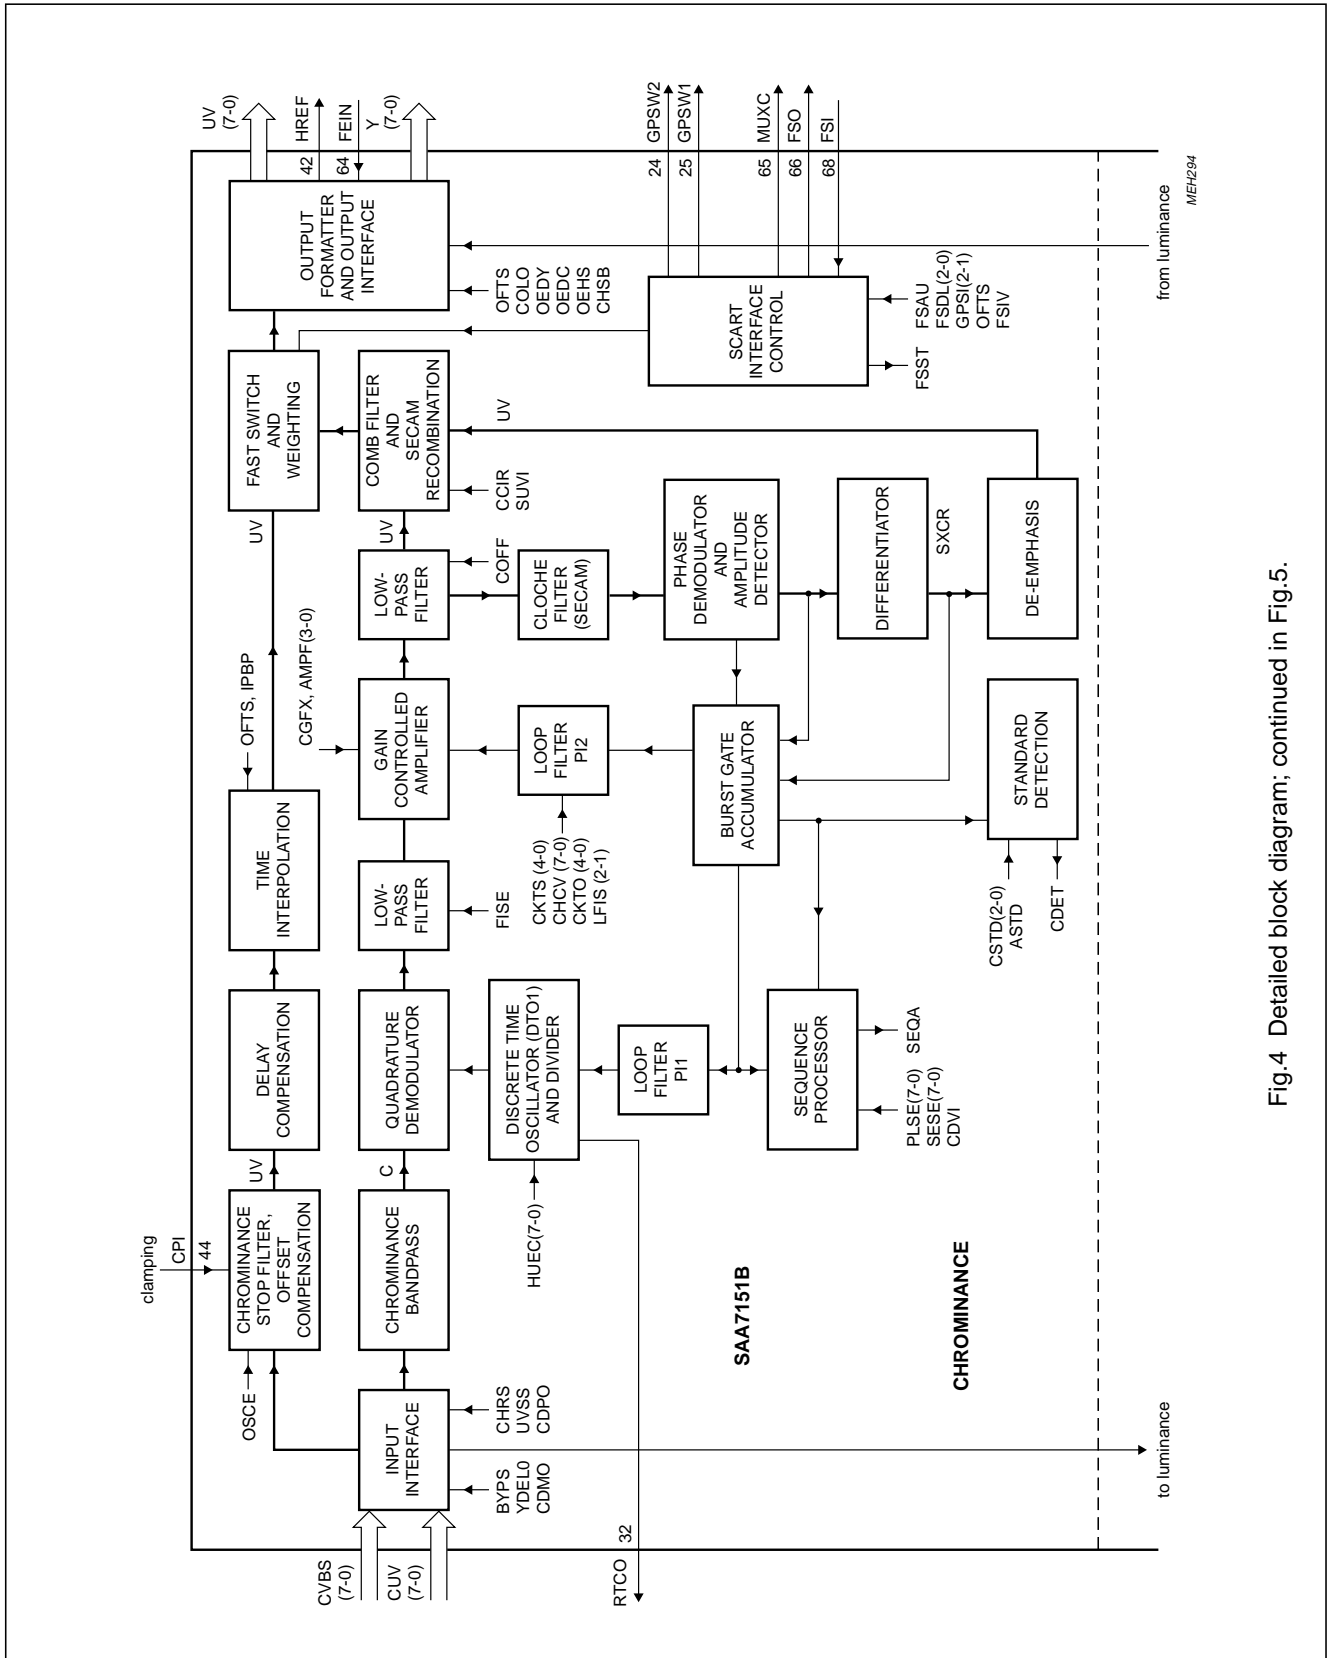 clamping
CPI
44
OSCE
CHROMINANCE
STOP FILTER,
OFFSET
COMPENSATION
UV
DELAY
COMPENSATION
TIME
INTERPOLATION
OFTS, IPBP
UV
FAST SWITCH
AND
WEIGHTING
OUTPUT
FORMATTER
AND OUTPUT
INTERFACE
UV
(7-0)
42
HREF
64
FEIN
Y
(7-0)
OFTS
COLO
OEDY
OEDC
OEHS
CHSB
CVBS
(7-0)
CUV
(7-0)
INPUT
INTERFACE
BYPS
YDEL0
CDMO
CHRS
UVSS
CDPO
CHROMINANCE
BANDPASS
C
QUADRATURE
DEMODULATOR
LOW-
PASS
FILTER
FISE
CGFX, AMPF(3-0)
GAIN
CONTROLLED
AMPLIFIER
LOW-
PASS
FILTER
COFF
UV
COMB FILTER
AND
SECAM
RECOMBINATION
CCIR
SUVI
UV
HUEC(7-0)
DISCRETE TIME
OSCILLATOR (DTO1)
AND DIVIDER
CKTS (4-0)
CHCV (7-0)
CKTO (4-0)
LFIS (2-1)
LOOP
FILTER
PI2
CLOCHE
FILTER
(SECAM)
RTCO
32
LOOP
FILTER
PI1
BURST GATE
ACCUMULATOR
PHASE
DEMODULATOR
AND
AMPLITUDE
DETECTOR
SCART
INTERFACE
CONTROL
24
GPSW2
25
GPSW1
65
MUXC
66
FSO
68
FSI
FSST
FSAU
FSDL(2-0)
GPSI(2-1)
OFTS
FSIV
SAA7151B
SEQUENCE
PROCESSOR
PLSE(7-0)
SESE(7-0)
CDVI
SEQA
DIFFERENTIATOR
SXCR
CHROMINANCE
CSTD(2-0)
ASTD
CDET
STANDARD
DETECTION
DE-EMPHASIS
to luminance
from luminance
MEH294
Fig.4 Detailed block diagram; continued in Fig.5.